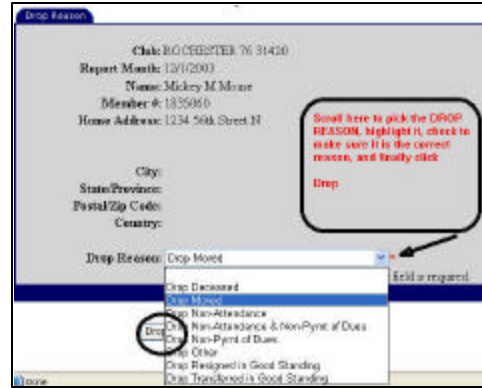 Drop Reason
Club: ROCHESTER 76 31420
Report Month: 12/1/2003
Name: Mickey M Mouse
Member #: 1835060
Home Address: 1234 56th Street N
City:
State/Province:
Postal/Zip Code:
Country:
Scroll here to pick the DROP
REASON, highlight it, check to
make sure it is the correct
reason, and finally click
Drop
Drop Reason: Drop Moved
field is required
Drop Deceased
Drop Moved
Drop Non-Attendance
Drop Non-Attendance & Non-Pymt of Dues
Drop Non-Pymt of Dues
Drop Other
Drop Resigned in Good Standing
Drop Transferred in Good Standing
Drop
Done